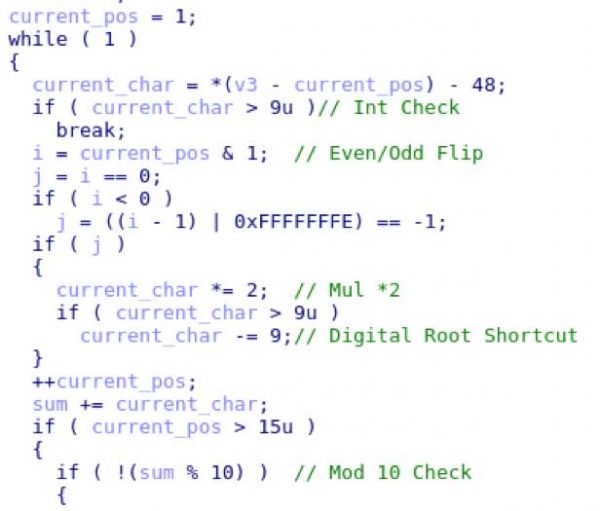 current_pos = 1;
while ( 1 )
{
current_char = *(v3 - current_pos) - 48;
if ( current_char > 9u )// Int Check
break;
i = current_pos & 1; // Even/Odd Flip
j = i == 0;
if ( i < 0 )
j = ((i - 1) | 0xFFFFFFFE) == -1;
if ( j )
{
current_char *= 2; // Mul *2
if ( current_char > 9u )
current_char -= 9;// Digital Root Shortcut
}
++current_pos;
sum += current_char;
if ( current_pos > 15u )
{
if ( !(sum % 10) ) // Mod 10 Check
{